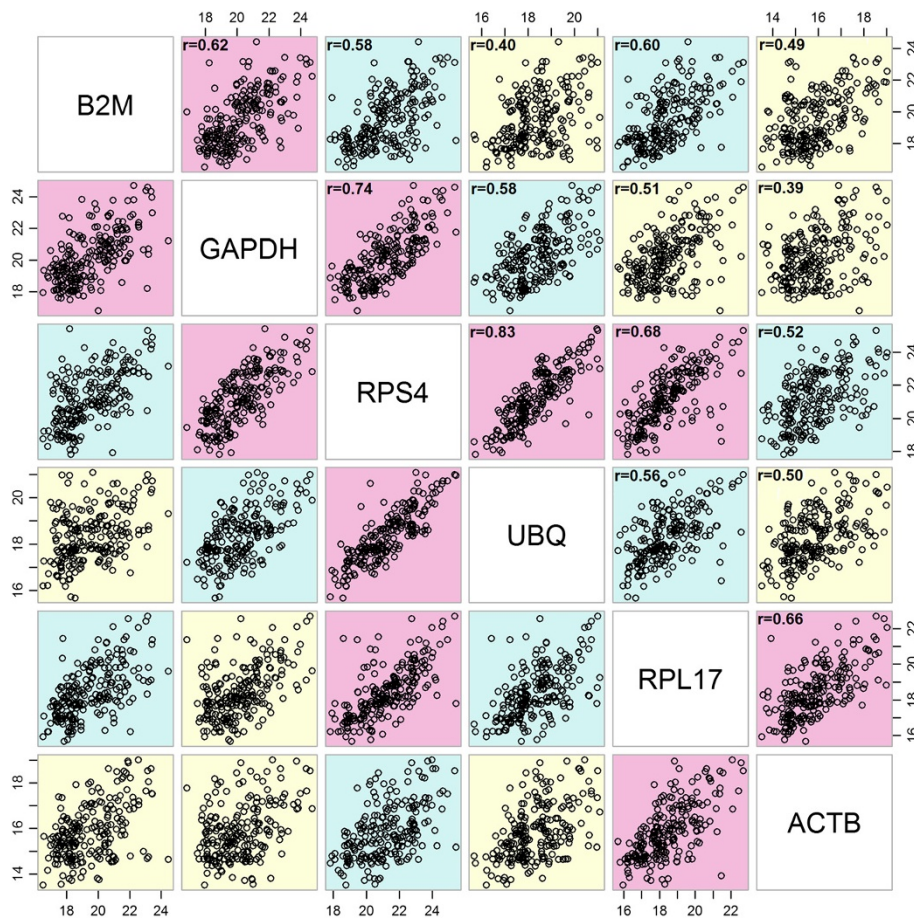 18 20 22 24 16 18 20 14 16 18
B2M r=0.62 r=0.58 r=0.40 r=0.60 r=0.49 18 20 22 24
18 20 22 24 GAPDH r=0.74 r=0.58 r=0.51 r=0.39
RPS4 r=0.83 r=0.68 r=0.52 18 20 22 24
16 18 20 UBQ r=0.56 r=0.50
RPL17 r=0.66 16 18 20 22
14 16 18 ACTB
18 20 22 24 18 20 22 24 16 18 20 22